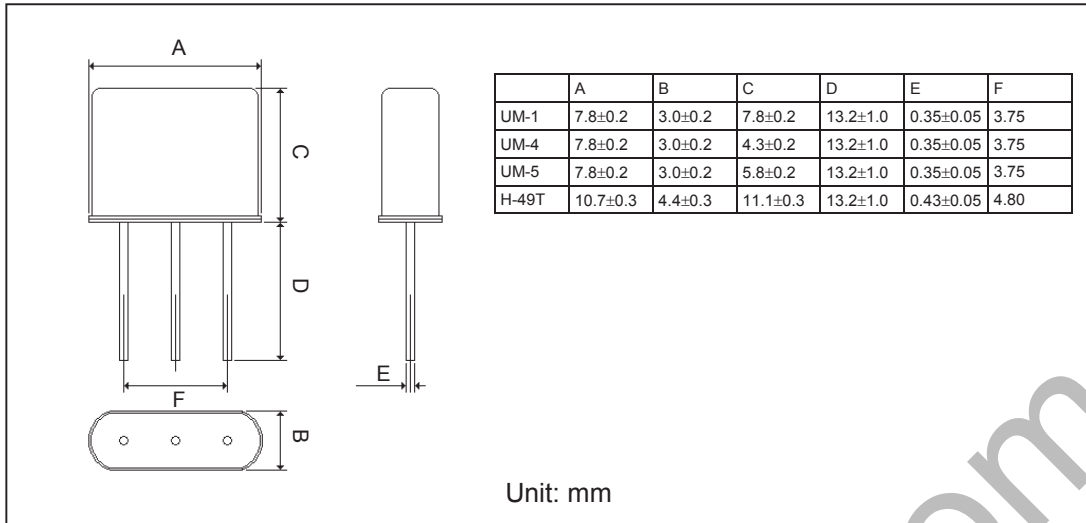 A
C
D
E
F
B
A B C D E F
UM-1 7.8±0.2 3.0±0.2 7.8±0.2 13.2±1.0 0.35±0.05 3.75
UM-4 7.8±0.2 3.0±0.2 4.3±0.2 13.2±1.0 0.35±0.05 3.75
UM-5 7.8±0.2 3.0±0.2 5.8±0.2 13.2±1.0 0.35±0.05 3.75
H-49T 10.7±0.3 4.4±0.3 11.1±0.3 13.2±1.0 0.43±0.05 4.80
Unit: mm
om